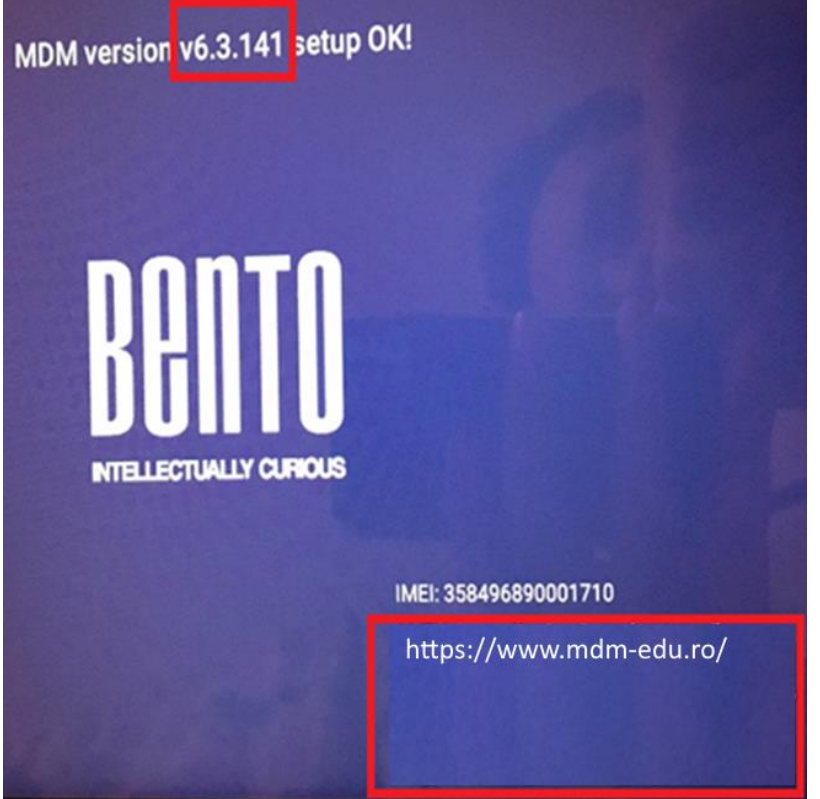 MDM version v6.3.141 setup OK!
BENTO
INTELLECTUALLY CURIOUS
IMEI: 358496890001710
https://www.mdm-edu.ro/